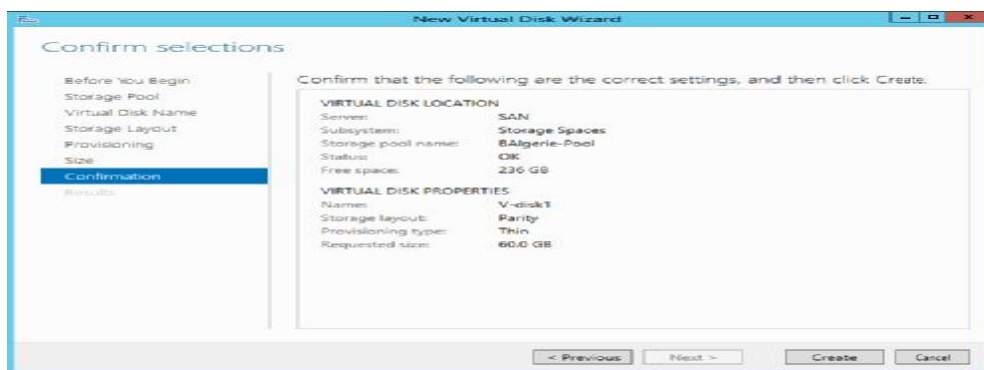 New Virtual Disk Wizard
Confirm selections
Before You Begin
Storage Pool
Virtual Disk Name
Storage Layout
Provisioning
Size
Confirmation
Results
Confirm that the following are the correct settings, and then click Create.
VIRTUAL DISK LOCATION
Server: SAN
Subsystem: Storage Spaces
Storage pool name: BAlgerie-Pool
Status: OK
Free space: 236 GB
VIRTUAL DISK PROPERTIES
Name: V-disk1
Storage layout: Parity
Provisioning type: Thin
Requested size: 60.0 GB
< Previous Next > Create Cancel